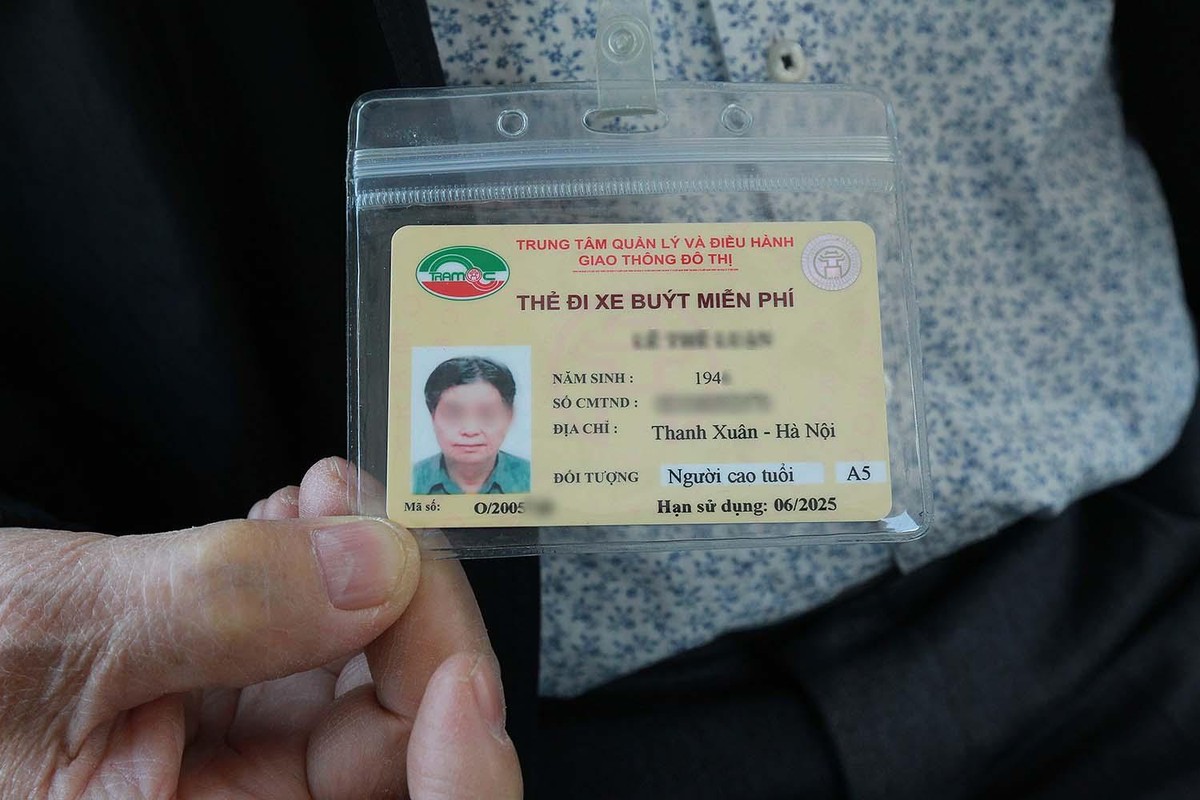 TRUNG TÂM QUẢN LÝ VÀ ĐIỀU HÀNH
GIAO THÔNG ĐÔ THỊ
TRAMOC
THẺ ĐI XE BUÝT MIỄN PHÍ
NĂM SINH : 194
SỐ CMTND :
ĐỊA CHỈ : Thanh Xuân - Hà Nội
ĐỐI TƯỢNG Người cao tuổi A5
Mã số: O/2005 Hạn sử dụng: 06/2025